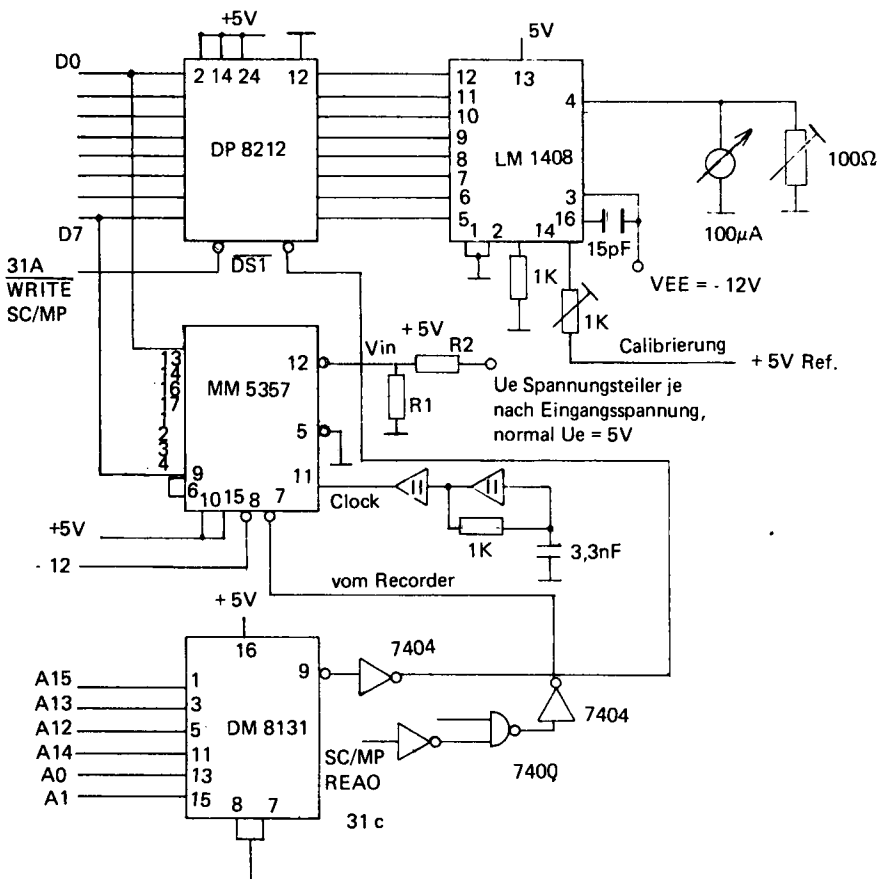 +5V
D0
2 14 24 12
DP 8212
D7
DS1
31A
WRITE
SC/MP
5V
13
12
11
10
9
8
7
6
5
LM 1408
4
3
16
1 2 14
15pF
1K
1K
100µA
100Ω
VEE = - 12V
Calibrierung
+ 5V Ref.
13
14
6
7
1
2
3
4
9
6
MM 5357
12
5
11
10 15 8 7
Vin
+ 5V
R2
R1
Ue Spannungsteiler je
nach Eingangsspannung,
normal Ue = 5V
Clock
1K
3,3nF
+5V
- 12
vom Recorder
+ 5V
16
9
7404
A15
A13
A12
A14
A0
A1
1
3
5
11
13
15
DM 8131
8 7
SC/MP
REAO
31 c
7400
7404